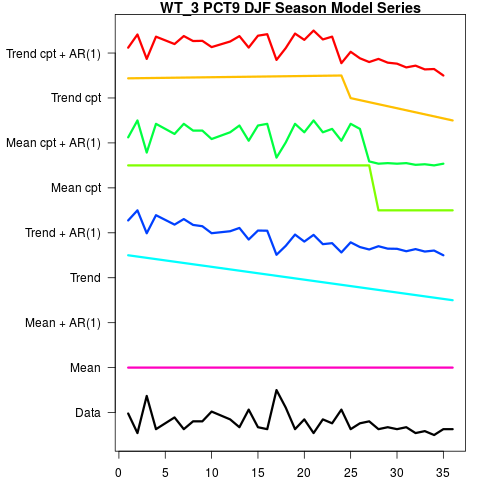 WT_3 PCT9 DJF Season Model Series
Trend cpt + AR(1)
Trend cpt
Mean cpt + AR(1)
Mean cpt
Trend + AR(1)
Trend
Mean + AR(1)
Mean
Data
0 5 10 15 20 25 30 35